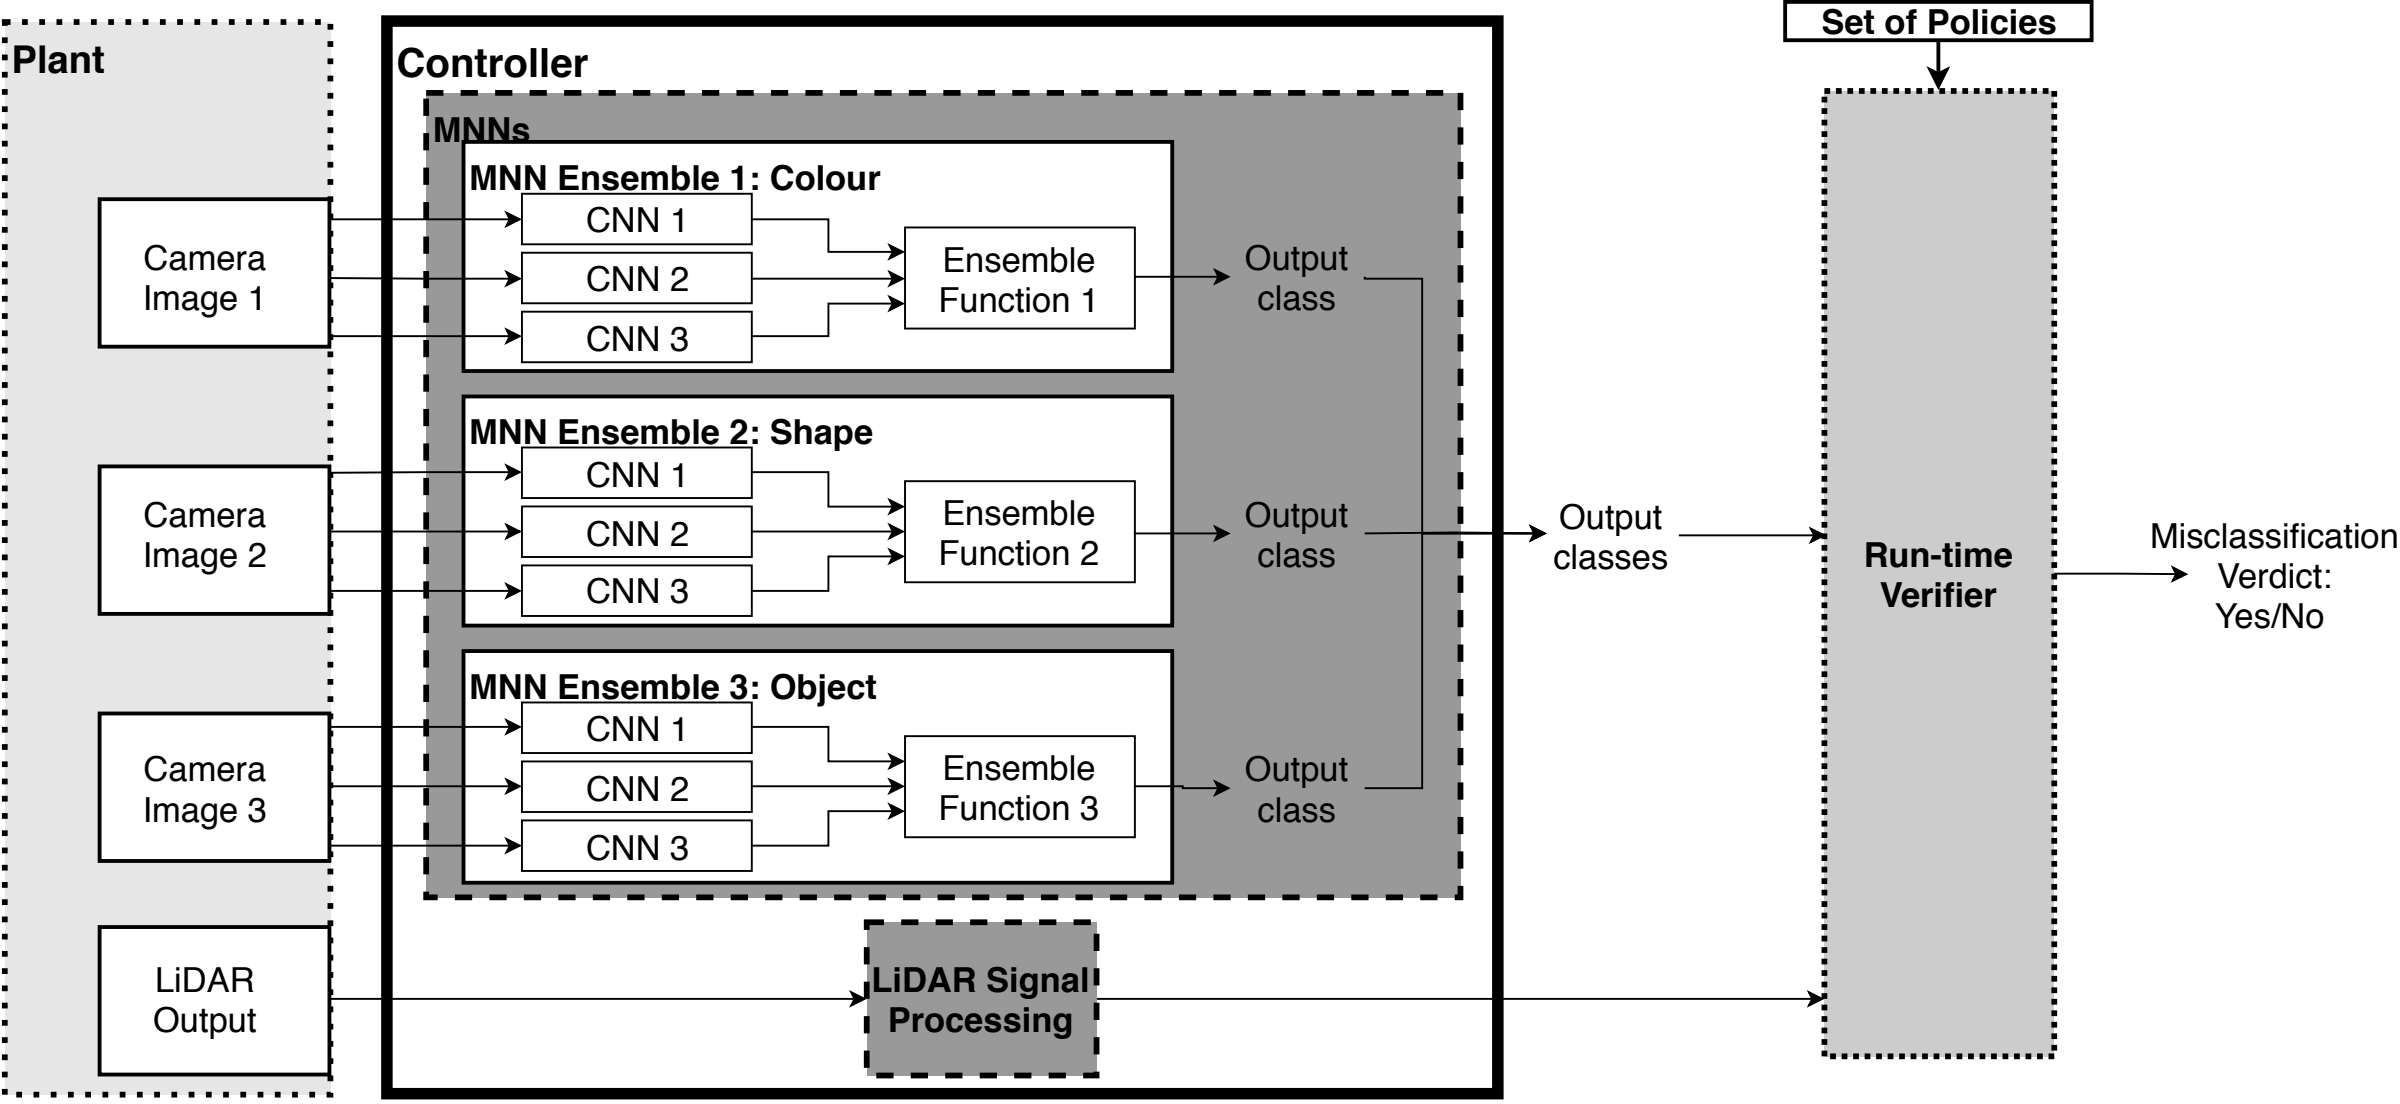 Set of Policies
Plant
Controller
MNNs
MNN Ensemble 1: Colour
Camera
Image 1
CNN 1
CNN 2
CNN 3
Ensemble
Function 1
Output
class
MNN Ensemble 2: Shape
Camera
Image 2
CNN 1
CNN 2
CNN 3
Ensemble
Function 2
Output
class
Output
classes
Run-time
Verifier
Misclassification
Verdict:
Yes/No
MNN Ensemble 3: Object
Camera
Image 3
CNN 1
CNN 2
CNN 3
Ensemble
Function 3
Output
class
LiDAR
Output
LiDAR Signal
Processing